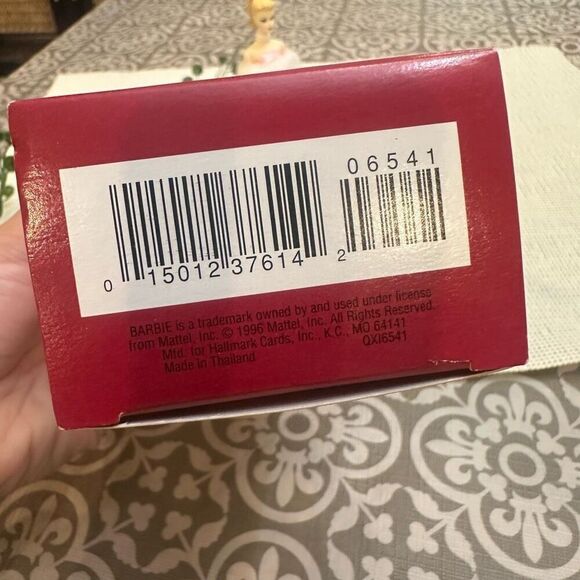 06541
0 15012 37614 2
BARBIE is a trademark owned by and used under license
from Mattel, Inc. © 1996 Mattel, Inc. All Rights Reserved.
Mfd. for Hallmark Cards, Inc., K.C., MO 64141
Made in Thailand QXI6541